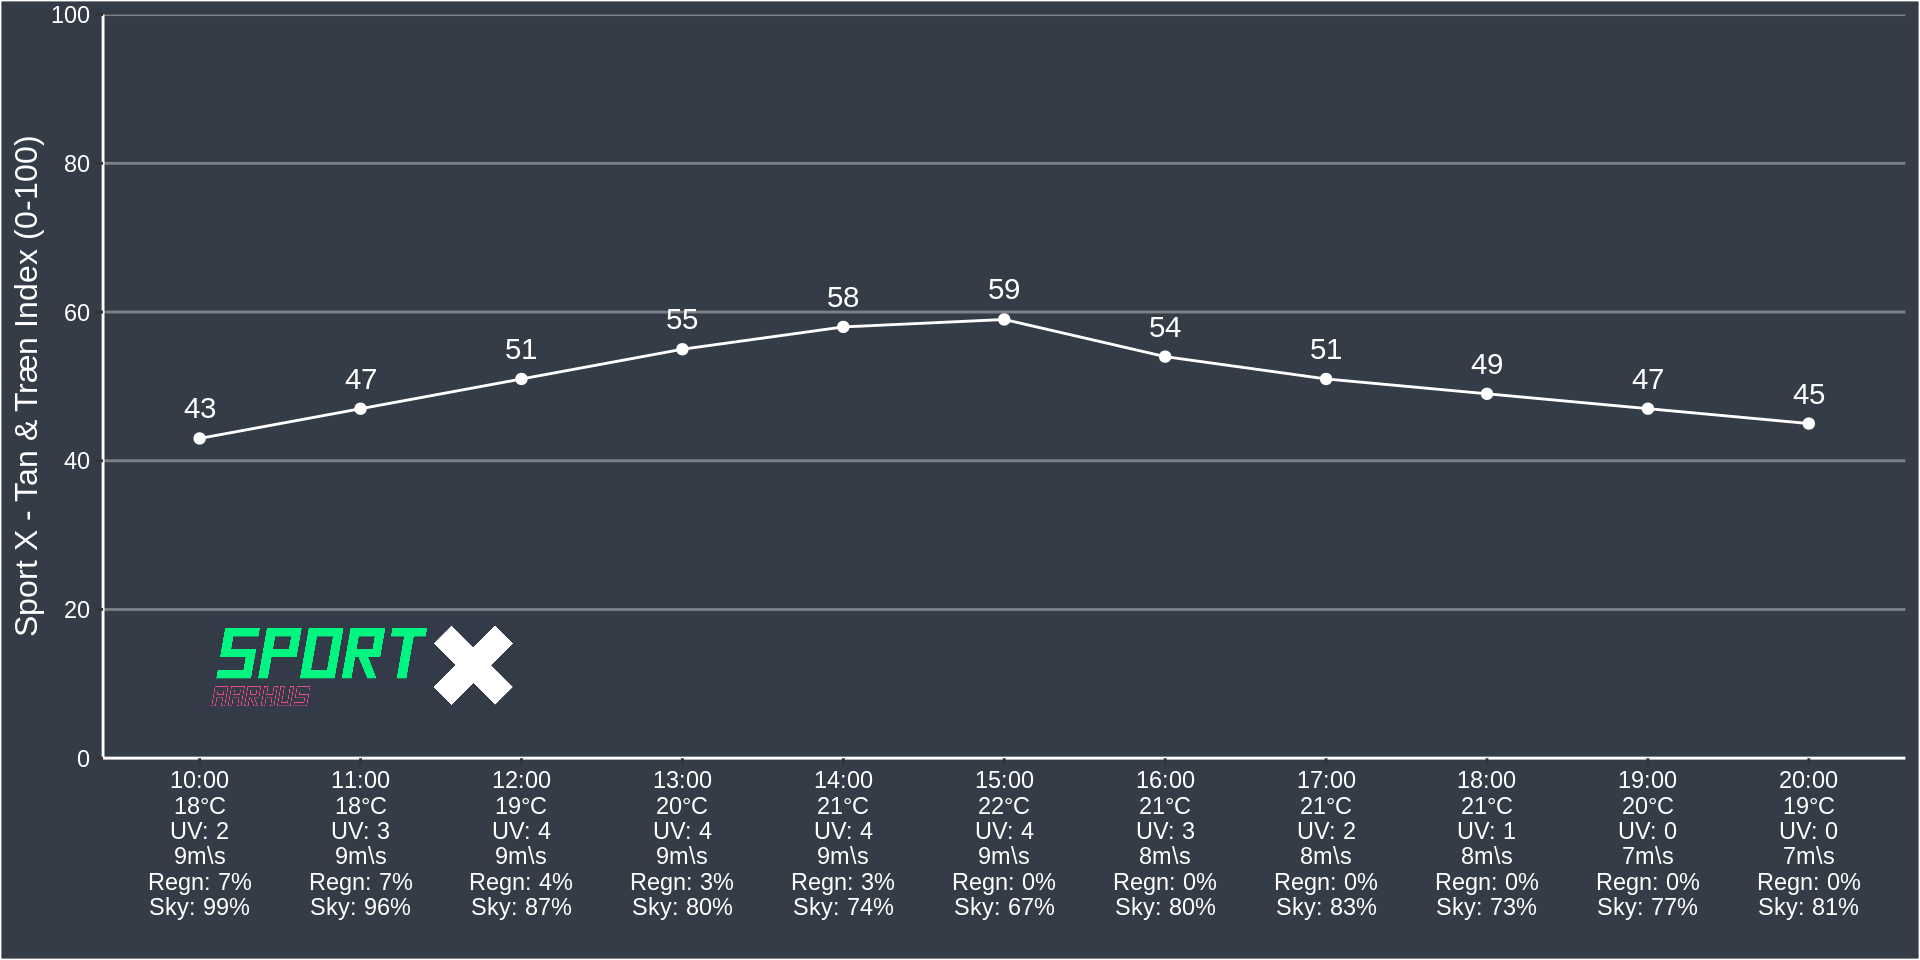 Sport X - Tan & Træn Index (0-100)
100
80
60
40
20
0
43
47
51
55
58
59
54
51
49
47
45
SPORT X
AARHUS
10:00 11:00 12:00 13:00 14:00 15:00 16:00 17:00 18:00 19:00 20:00
18°C 18°C 19°C 20°C 21°C 22°C 21°C 21°C 21°C 20°C 19°C
UV: 2 UV: 3 UV: 4 UV: 4 UV: 4 UV: 4 UV: 3 UV: 2 UV: 1 UV: 0 UV: 0
9m\s 9m\s 9m\s 9m\s 9m\s 9m\s 8m\s 8m\s 8m\s 7m\s 7m\s
Regn: 7% Regn: 7% Regn: 4% Regn: 3% Regn: 3% Regn: 0% Regn: 0% Regn: 0% Regn: 0% Regn: 0% Regn: 0%
Sky: 99% Sky: 96% Sky: 87% Sky: 80% Sky: 74% Sky: 67% Sky: 80% Sky: 83% Sky: 73% Sky: 77% Sky: 81%